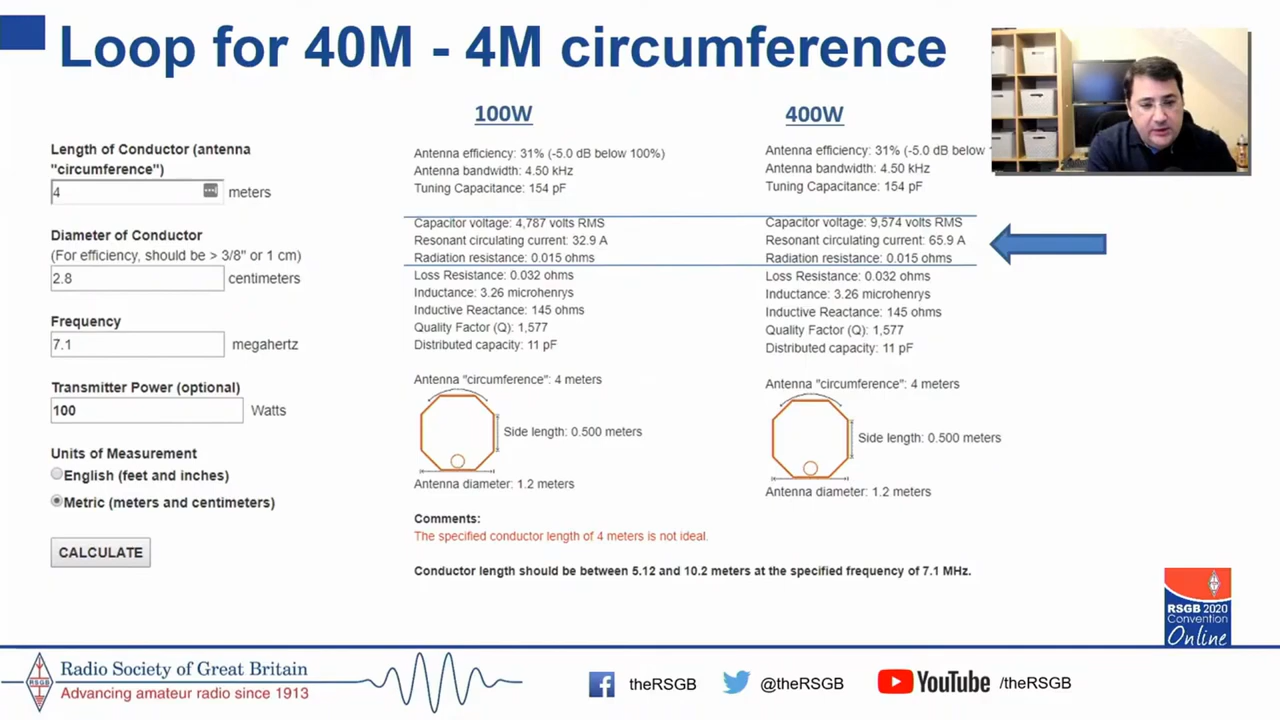 Loop for 40M - 4M circumference
100W
400W
Length of Conductor (antenna
"circumference")
4
meters
Diameter of Conductor
(For efficiency, should be > 3/8" or 1 cm)
2.8
centimeters
Frequency
7.1
megahertz
Transmitter Power (optional)
100
Watts
Units of Measurement
English (feet and inches)
Metric (meters and centimeters)
CALCULATE
Antenna efficiency: 31% (-5.0 dB below 100%)
Antenna bandwidth: 4.50 kHz
Tuning Capacitance: 154 pF
Capacitor voltage: 4,787 volts RMS
Resonant circulating current: 32.9 A
Radiation resistance: 0.015 ohms
Loss Resistance: 0.032 ohms
Inductance: 3.26 microhenrys
Inductive Reactance: 145 ohms
Quality Factor (Q): 1,577
Distributed capacity: 11 pF
Antenna "circumference": 4 meters
Side length: 0.500 meters
Antenna diameter: 1.2 meters
Comments:
The specified conductor length of 4 meters is not ideal.
Conductor length should be between 5.12 and 10.2 meters at the specified frequency of 7.1 MHz.
Antenna efficiency: 31% (-5.0 dB below
Antenna bandwidth: 4.50 kHz
Tuning Capacitance: 154 pF
Capacitor voltage: 9,574 volts RMS
Resonant circulating current: 65.9 A
Radiation resistance: 0.015 ohms
Loss Resistance: 0.032 ohms
Inductance: 3.26 microhenrys
Inductive Reactance: 145 ohms
Quality Factor (Q): 1,577
Distributed capacity: 11 pF
Antenna "circumference": 4 meters
Side length: 0.500 meters
Antenna diameter: 1.2 meters
RSGB 2020
Convention
Online
RSGB
Radio Society of Great Britain
Advancing amateur radio since 1913
theRSGB
@theRSGB
YouTube /theRSGB